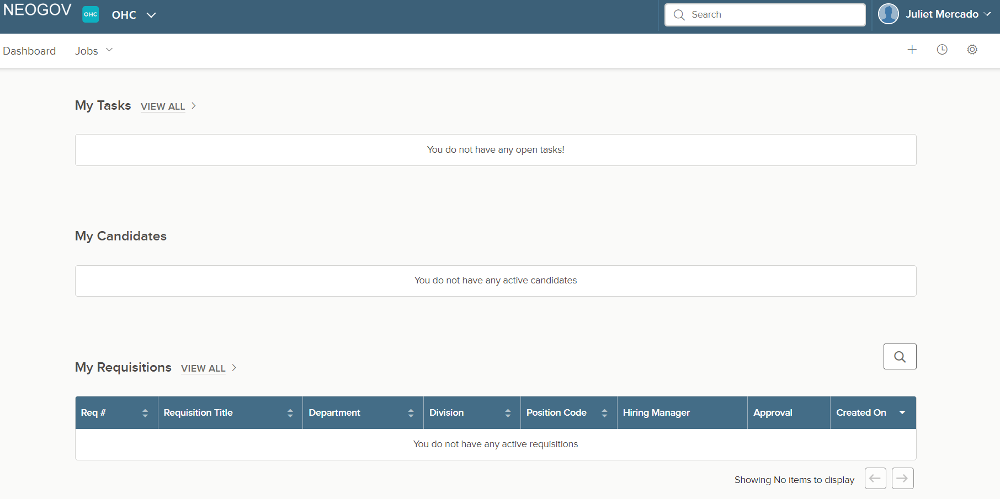 NEOGOV OHC OHC Search Juliet Mercado
Dashboard Jobs
My Tasks VIEW ALL
You do not have any open tasks!
My Candidates
You do not have any active candidates
My Requisitions VIEW ALL
Req # Requisition Title Department Division Position Code Hiring Manager Approval Created On
You do not have any active requisitions
Showing No items to display